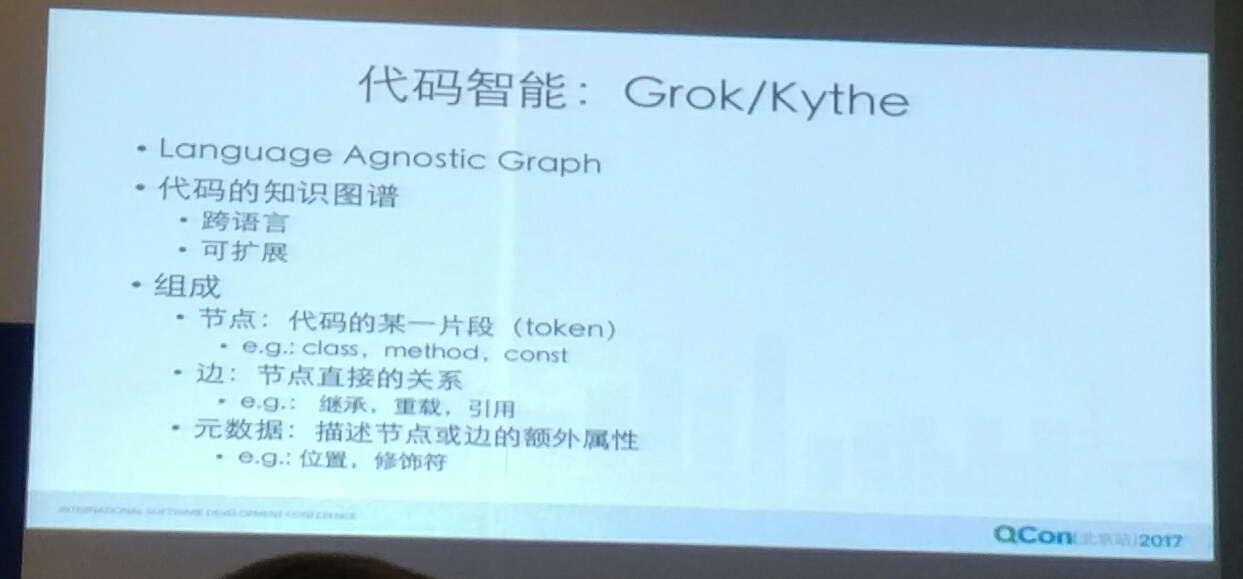 代码智能：Grok/Kythe
• Language Agnostic Graph
• 代码的知识图谱
• 跨语言
• 可扩展
• 组成
• 节点：代码的某一片段（token）
• e.g.: class，method，const
• 边：节点直接的关系
• e.g.：继承，重载，引用
• 元数据：描述节点或边的额外属性
• e.g.: 位置，修饰符
INTERNATIONAL SOFTWARE DEVELOPMENT CONFERENCE
QCon[北京站]2017